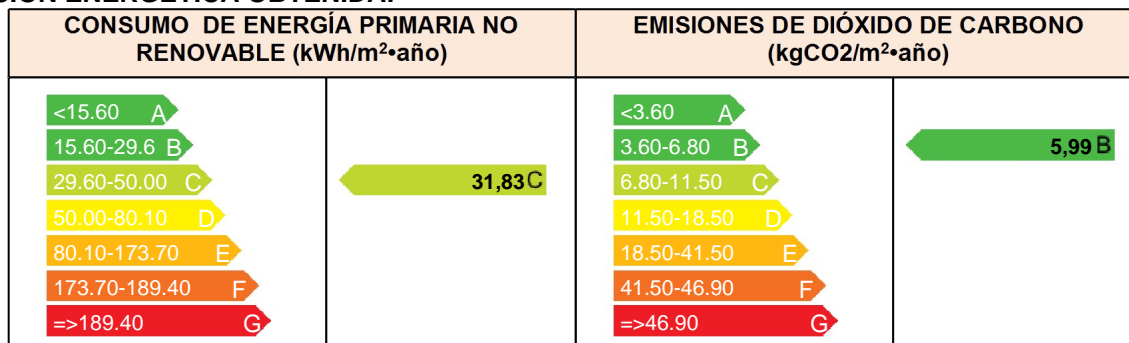 CIÓN ENERGÉTICA OBTENIDA:
CONSUMO DE ENERGÍA PRIMARIA NO
RENOVABLE (kWh/m²•año)
EMISIONES DE DIÓXIDO DE CARBONO
(kgCO2/m²•año)
<15.60 A
15.60-29.6 B
29.60-50.00 C
50.00-80.10 D
80.10-173.70 E
173.70-189.40 F
=>189.40 G
31,83 C
<3.60 A
3.60-6.80 B
6.80-11.50 C
11.50-18.50 D
18.50-41.50 E
41.50-46.90 F
=>46.90 G
5,99 B